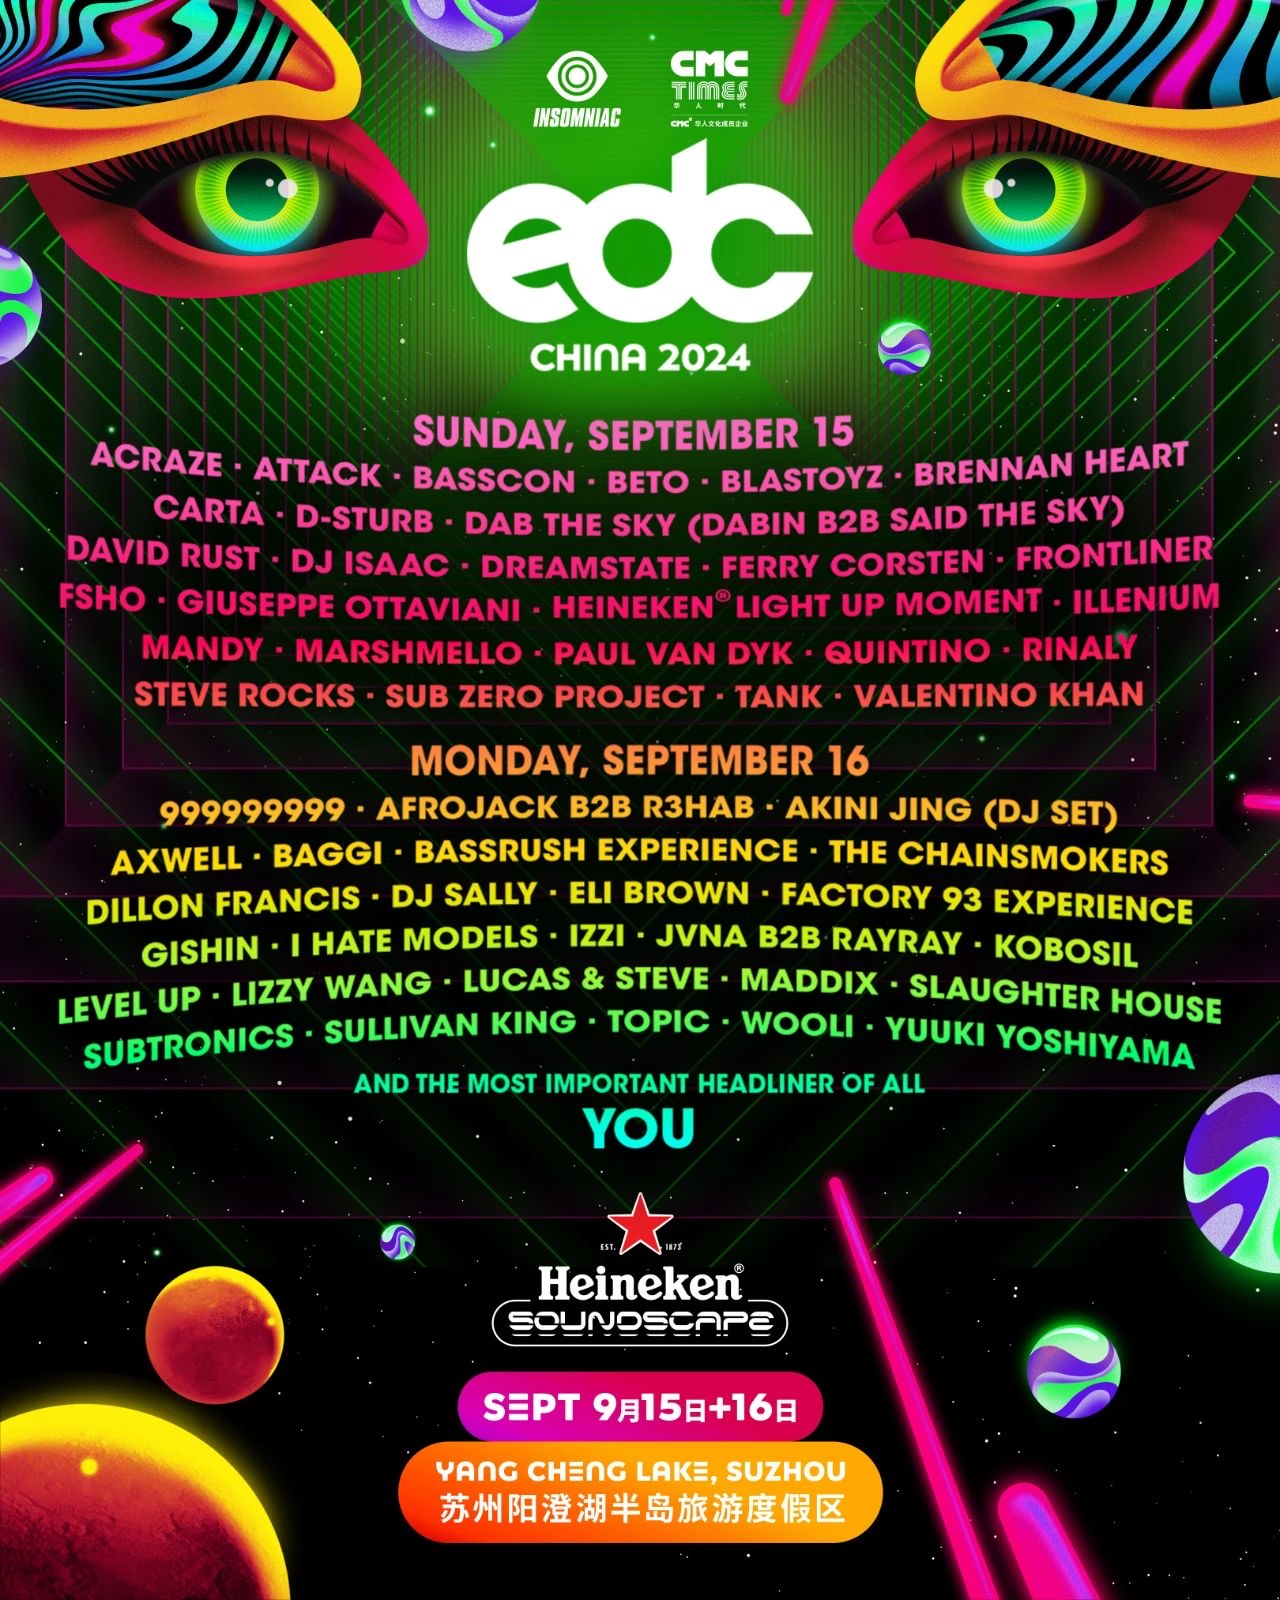 INSOMNIAC
CMC
TIMES
华人时代
CMC 华人文化成员企业
edc
CHINA 2024
SUNDAY, SEPTEMBER 15
ACRAZE · ATTACK · BASSCON · BETO · BLASTOYZ · BRENNAN HEART
CARTA · D-STURB · DAB THE SKY (DABIN B2B SAID THE SKY)
DAVID RUST · DJ ISAAC · DREAMSTATE · FERRY CORSTEN · FRONTLINER
FSHO · GIUSEPPE OTTAVIANI · HEINEKEN® LIGHT UP MOMENT · ILLENIUM
MANDY · MARSHMELLO · PAUL VAN DYK · QUINTINO · RINALY
STEVE ROCKS · SUB ZERO PROJECT · TANK · VALENTINO KHAN
MONDAY, SEPTEMBER 16
999999999 · AFROJACK B2B R3HAB · AKINI JING (DJ SET)
AXWELL · BAGGI · BASSRUSH EXPERIENCE · THE CHAINSMOKERS
DILLON FRANCIS · DJ SALLY · ELI BROWN · FACTORY 93 EXPERIENCE
GISHIN · I HATE MODELS · IZZI · JVNA B2B RAYRAY · KOBOSIL
LEVEL UP · LIZZY WANG · LUCAS & STEVE · MADDIX · SLAUGHTER HOUSE
SUBTRONICS · SULLIVAN KING · TOPIC · WOOLI · YUUKI YOSHIYAMA
AND THE MOST IMPORTANT HEADLINER OF ALL
YOU
EST. 1873
Heineken®
SOUNDSCAPE
SEPT 9月15日+16日
YANG CHENG LAKE, SUZHOU
苏州阳澄湖半岛旅游度假区